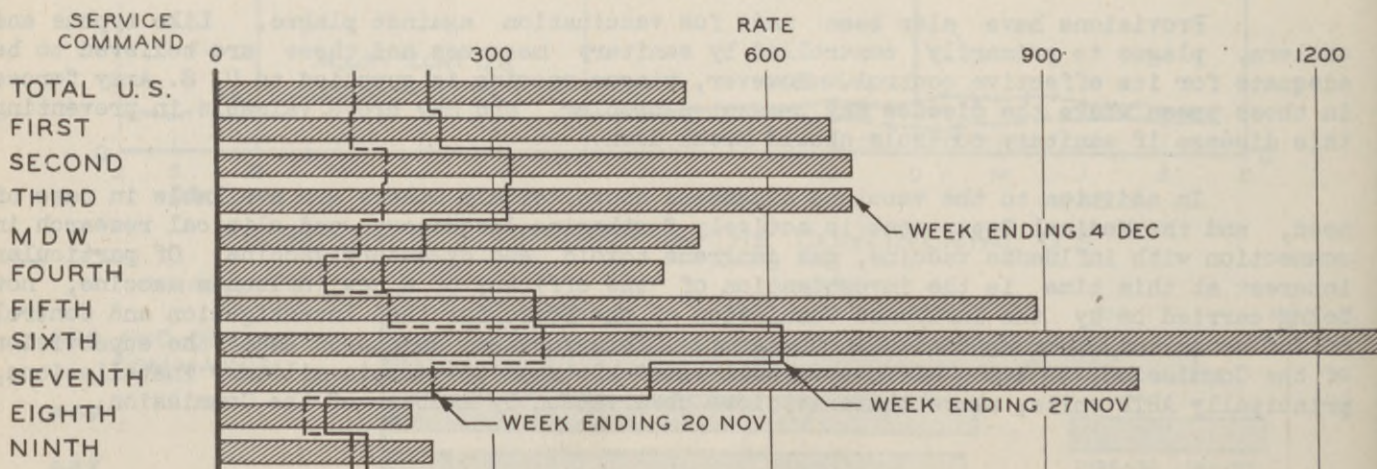 SERVICE
COMMAND
RATE
300 600 900 1200
TOTAL U.S.
FIRST
SECOND
THIRD
MDW
WEEK ENDING 4 DEC
FOURTH
FIFTH
SIXTH
SEVENTH
WEEK ENDING 27 NOV
EIGHTH
WEEK ENDING 20 NOV
NINTH